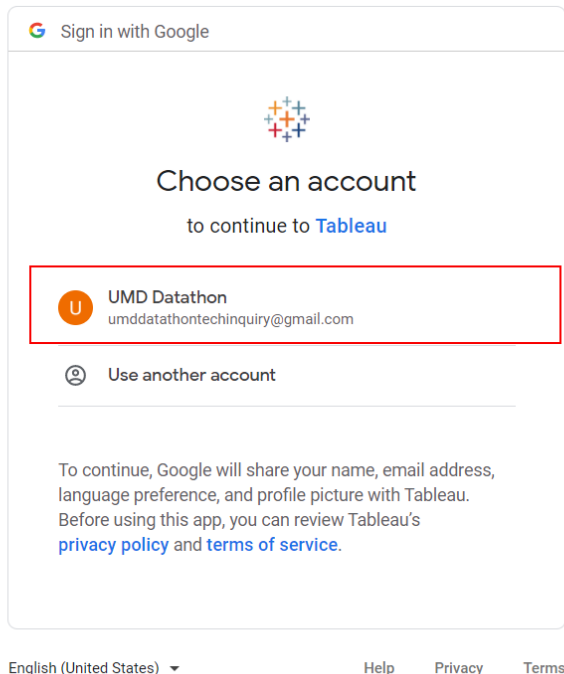 Sign in with Google
Choose an account
to continue to Tableau
U
UMD Datathon
umddatathontechinquiry@gmail.com
Use another account
To continue, Google will share your name, email address,
language preference, and profile picture with Tableau.
Before using this app, you can review Tableau's
privacy policy and terms of service.
English (United States) Help Privacy Terms